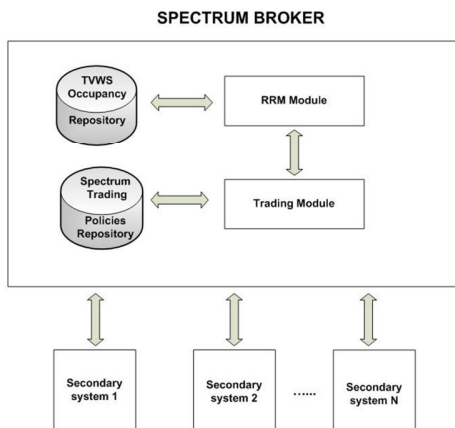 SPECTRUM BROKER
TVWS
Occupancy
Repository
RRM Module
Spectrum
Trading
Policies
Repository
Trading Module
Secondary
system 1
Secondary
system 2
......
Secondary
system N